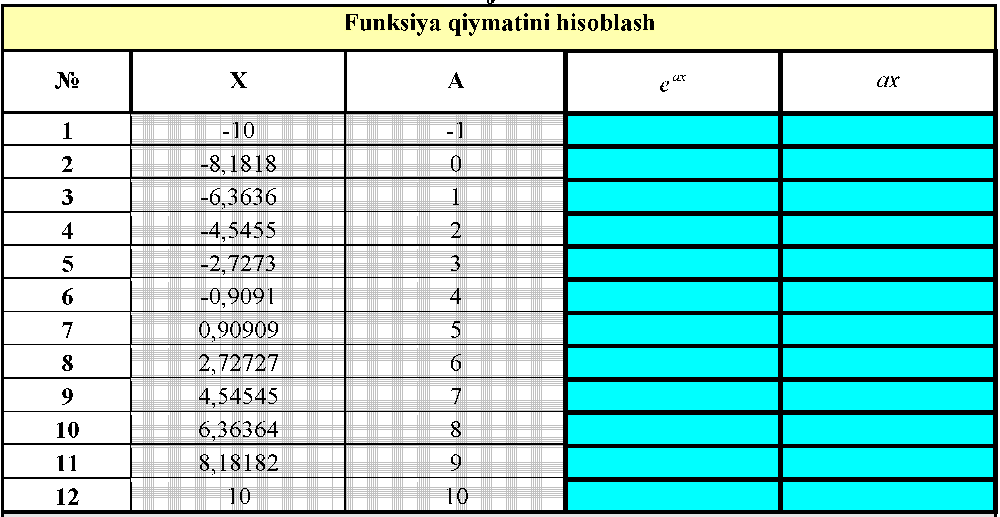 Funksiya qiymatini hisoblash
№ X A e^ax ax
1 -10 -1
2 -8,1818 0
3 -6,3636 1
4 -4,5455 2
5 -2,7273 3
6 -0,9091 4
7 0,90909 5
8 2,72727 6
9 4,54545 7
10 6,36364 8
11 8,18182 9
12 10 10